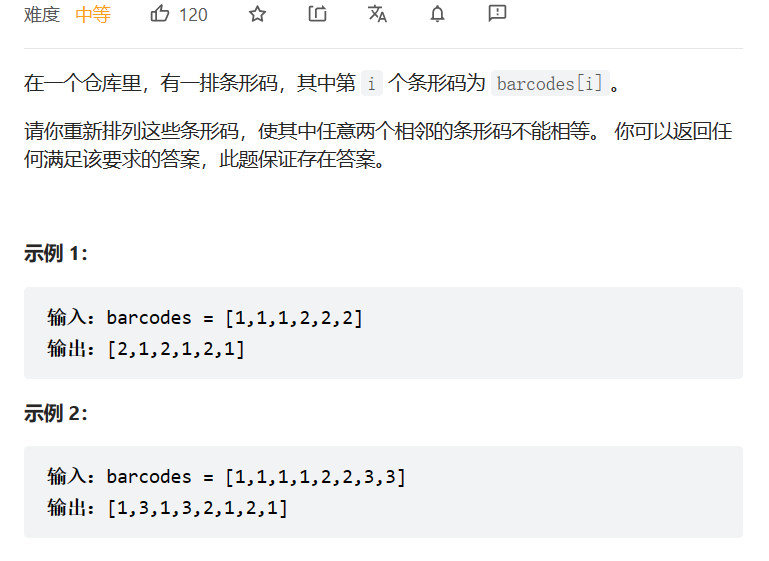 难度 中等 120
在一个仓库里，有一排条形码，其中第 i 个条形码为 barcodes[i]。
请你重新排列这些条形码，使其中任意两个相邻的条形码不能相等。 你可以返回任
何满足该要求的答案，此题保证存在答案。
示例 1：
输入：barcodes = [1,1,1,2,2,2]
输出：[2,1,2,1,2,1]
示例 2：
输入：barcodes = [1,1,1,1,2,2,3,3]
输出：[1,3,1,3,2,1,2,1]